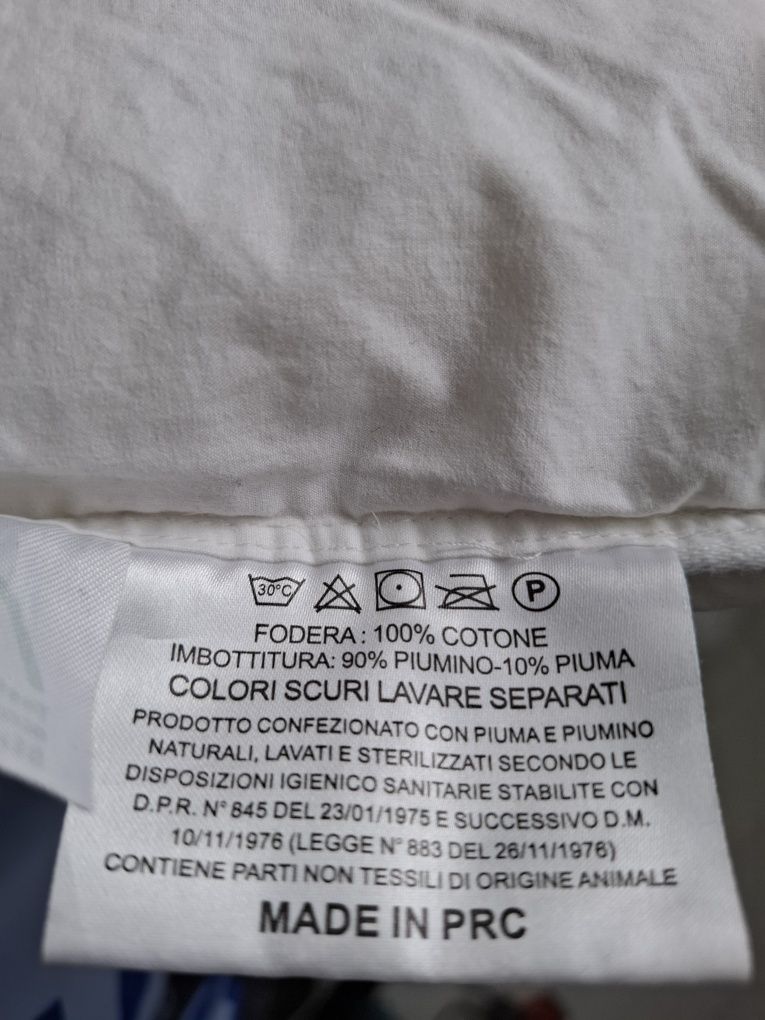 30°C P
FODERA: 100% COTONE
IMBOTTITURA: 90% PIUMINO-10% PIUMA
COLORI SCURI LAVARE SEPARATI
PRODOTTO CONFEZIONATO CON PIUMA E PIUMINO
NATURALI, LAVATI E STERILIZZATI SECONDO LE
DISPOSIZIONI IGIENICO SANITARIE STABILITE CON
D.P.R. N° 845 DEL 23/01/1975 E SUCCESSIVO D.M.
10/11/1976 (LEGGE N° 883 DEL 26/11/1976)
CONTIENE PARTI NON TESSILI DI ORIGINE ANIMALE
MADE IN PRC